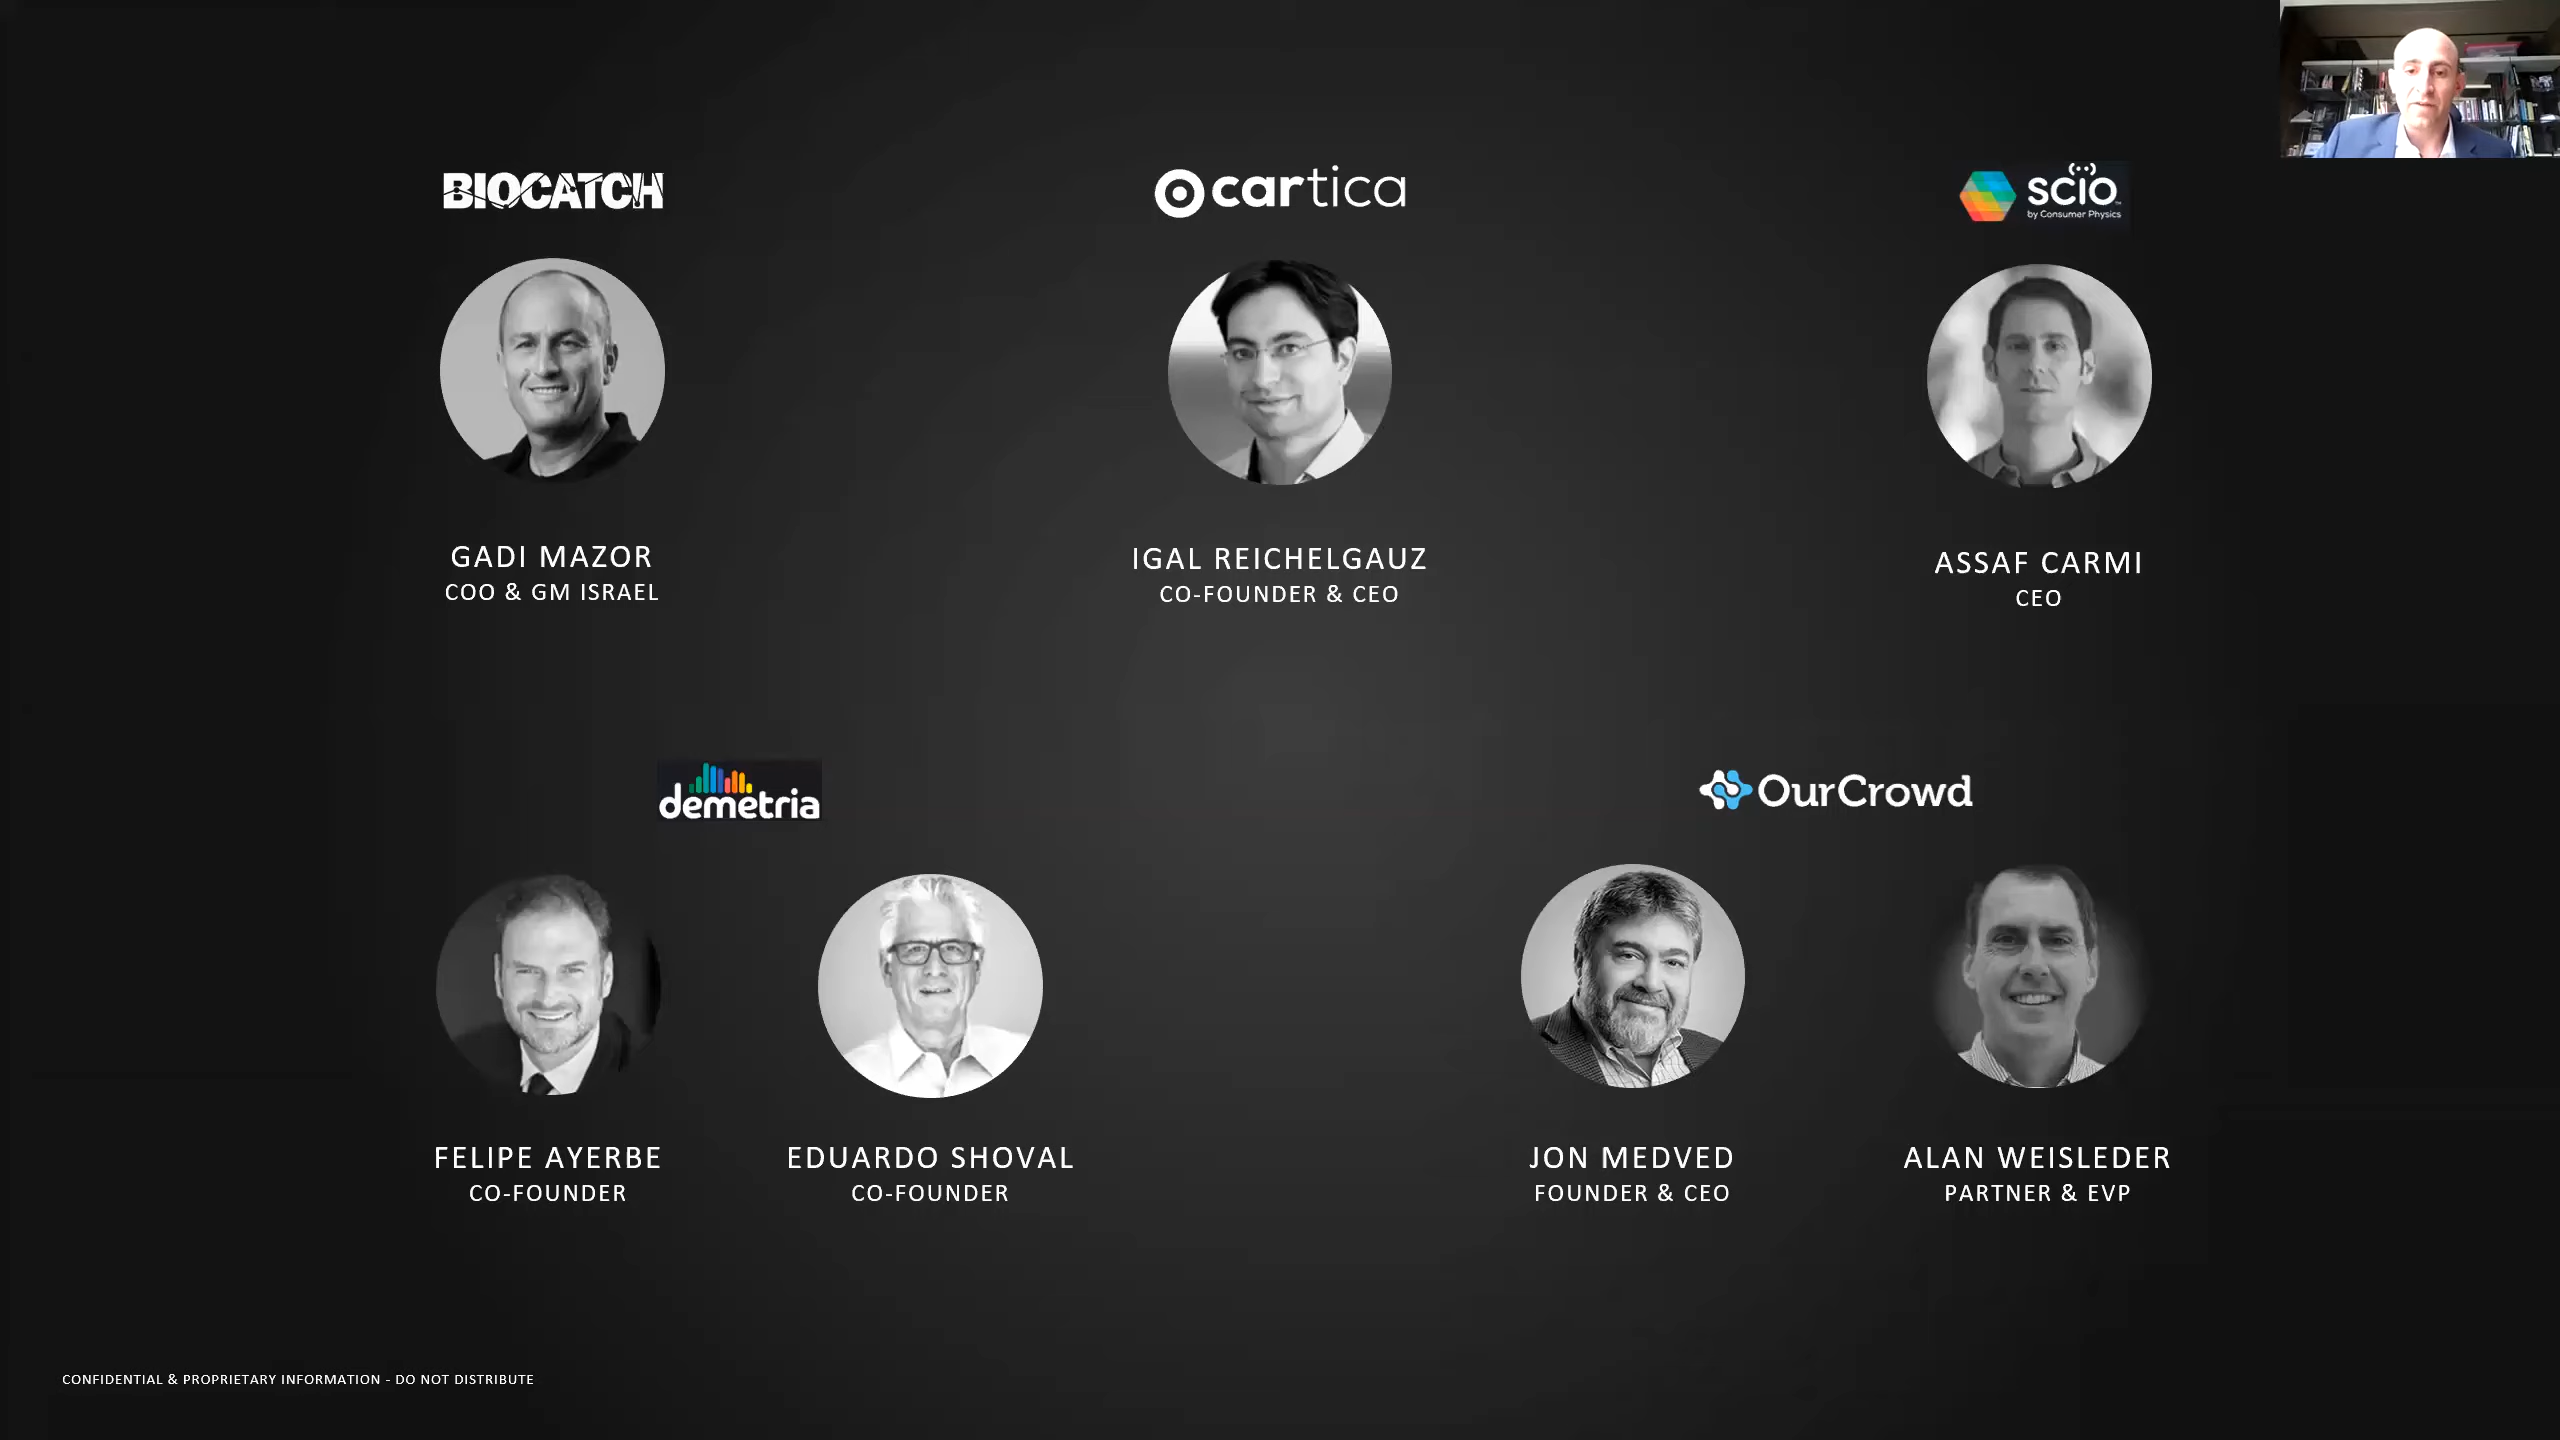 BIOCATCH
cartica
SCiO™
by Consumer Physics
GADI MAZOR
COO & GM ISRAEL
IGAL REICHELGAUZ
CO-FOUNDER & CEO
ASSAF CARMI
CEO
demetria
OurCrowd
FELIPE AYERBE
CO-FOUNDER
EDUARDO SHOVAL
CO-FOUNDER
JON MEDVED
FOUNDER & CEO
ALAN WEISLEDER
PARTNER & EVP
CONFIDENTIAL & PROPRIETARY INFORMATION - DO NOT DISTRIBUTE